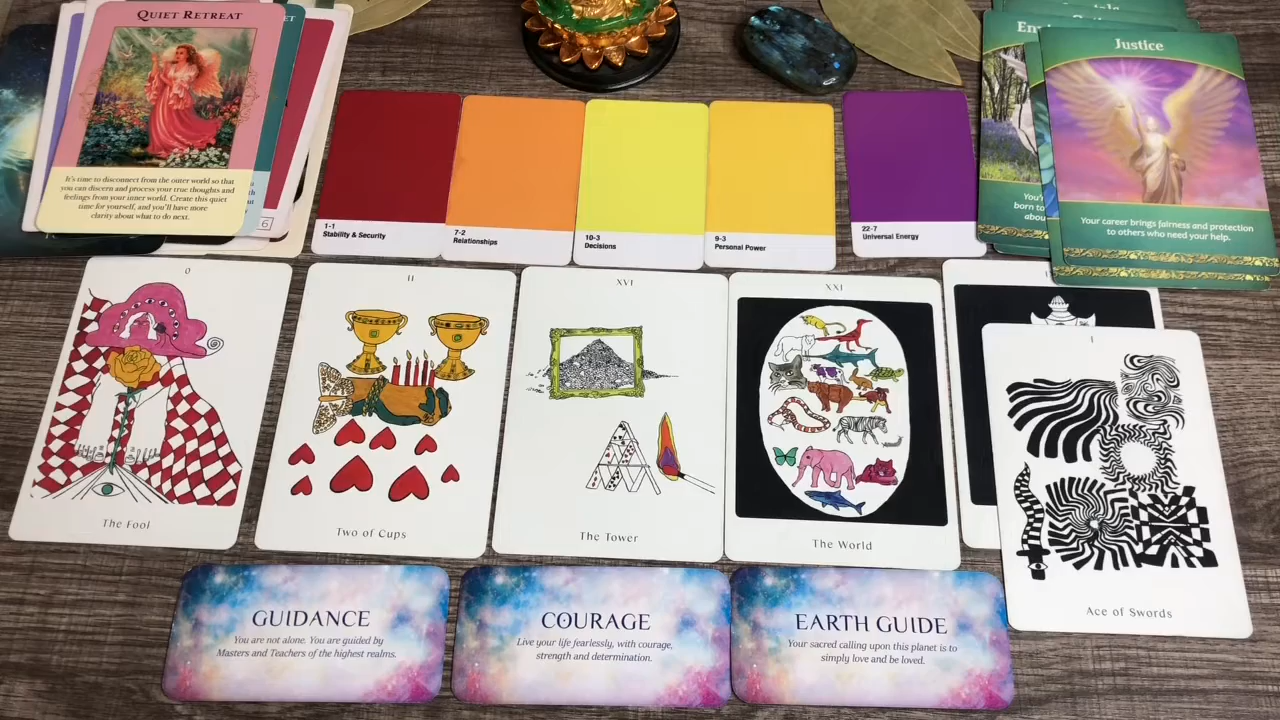 QUIET RETREAT
It's time to disconnect from the outer world so that
you can discern and process your true thoughts and
feelings from your inner world. Create this quiet
time for yourself, and you'll have more
clarity about what to do next.
6
1-1
Stability & Security
7-2
Relationships
10-3
Decisions
9-3
Personal Power
22-7
Universal Energy
You're
born to
abou
Justice
Your career brings fairness and protection
to others who need your help.
0
The Fool
II
Two of Cups
XVI
The Tower
XXI
The World
I
Ace of Swords
GUIDANCE
You are not alone. You are guided by
Masters and Teachers of the highest realms.
COURAGE
Live your life fearlessly, with courage,
strength and determination.
EARTH GUIDE
Your sacred calling upon this planet is to
simply love and be loved.